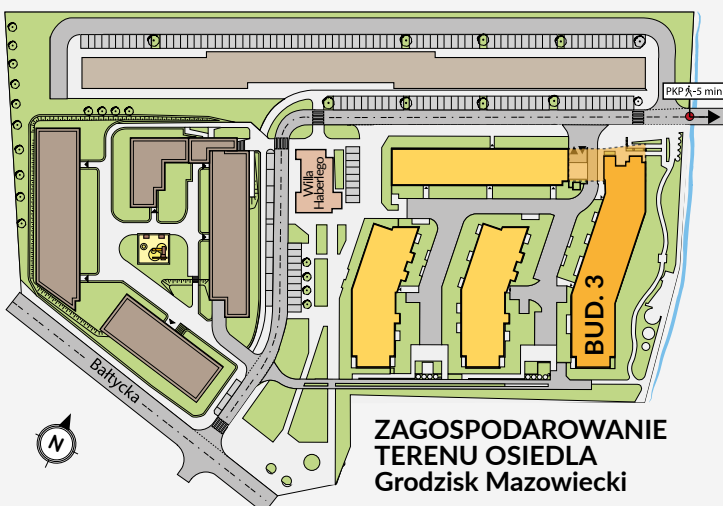 PKP -5 min
Willa
Haberlego
BUD. 3
Bałtycka
N
ZAGOSPODAROWANIE
TERENU OSIEDLA
Grodzisk Mazowiecki